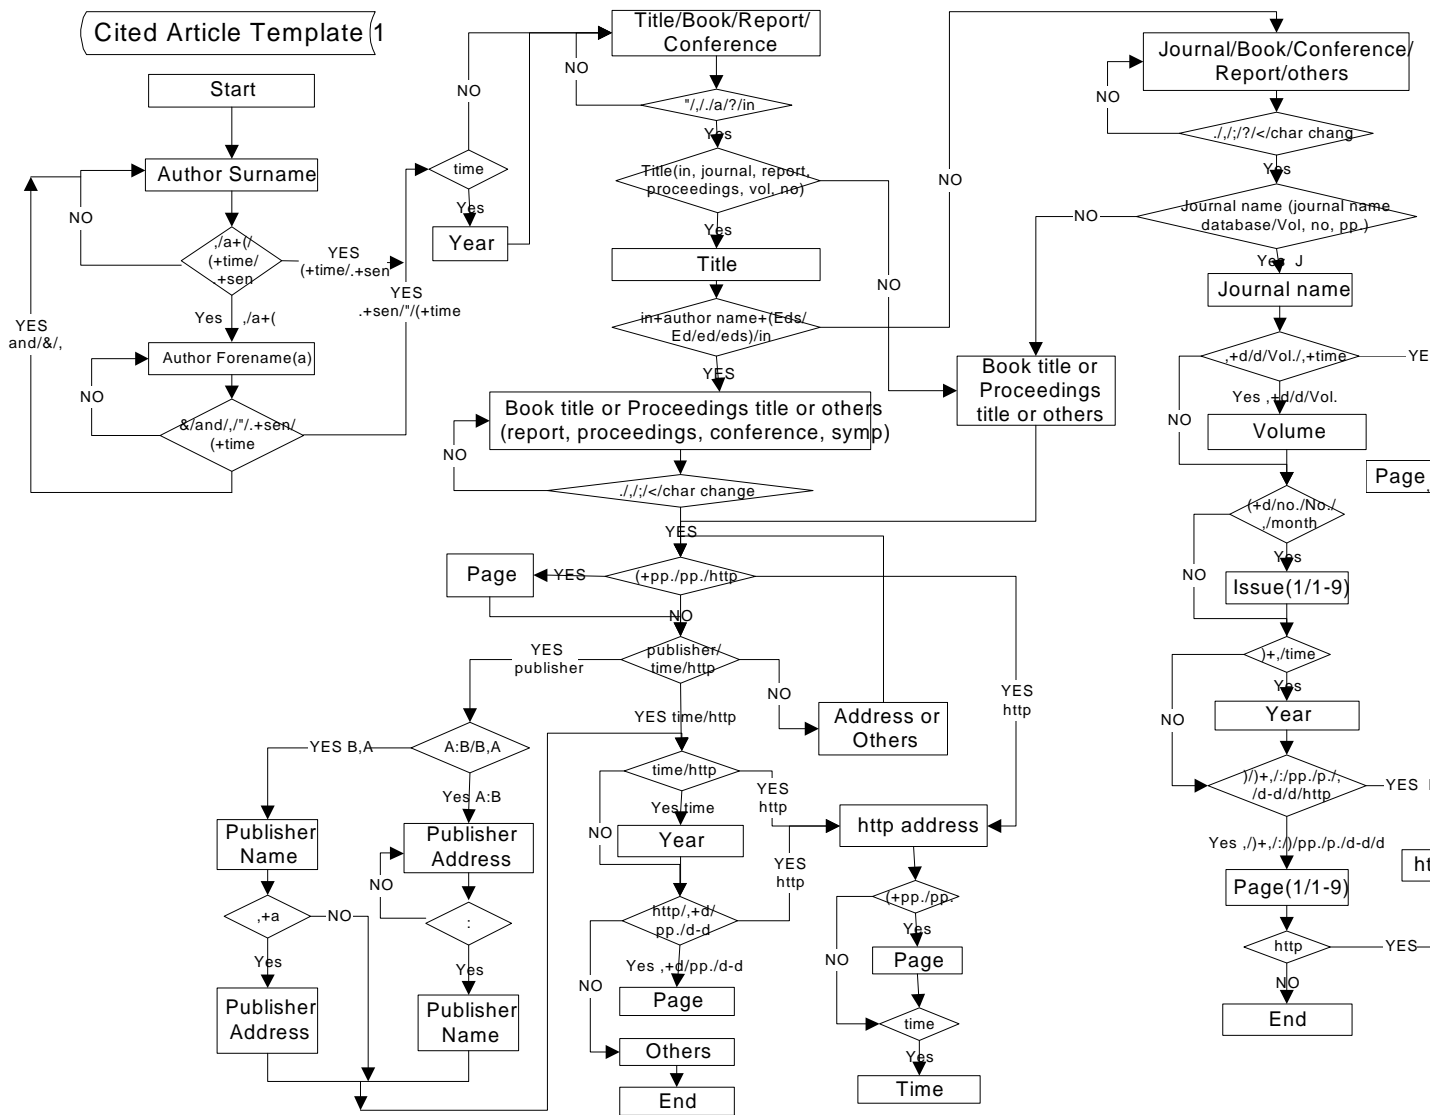 Cited Article Template 1
Start
Author Surname
NO
,/a+(/
(+time/
.+sen
YES
(+time/.+sen
Yes ,/a+(
YES
and/&/,
Author Forename(a)
NO
&/and/,/"/.+sen/
(+time
YES
.+sen/"/(+time
NO
time
Yes
Year
Title/Book/Report/
Conference
NO
"/,/./a/?/in
Yes
Title(in, journal, report,
proceedings, vol, no)
Yes
NO
Title
in+author name+(Eds/
Ed/ed/eds)/in
NO
YES
Book title or Proceedings title or others
(report, proceedings, conference, symp)
NO
./,/;/</char change
YES
Book title or
Proceedings
title or others
Page
YES
(+pp./pp./http
NO
YES
http
YES
publisher
publisher/
time/http
NO
Address or
Others
YES time/http
YES B,A
A:B/B,A
Yes A:B
Publisher
Name
,+a
NO
Yes
Publisher
Address
Publisher
Address
NO
:
Yes
Publisher
Name
time/http
YES
http
Yes time
NO
Year
YES
http
http/,+d/
pp./d-d
Yes ,+d/pp./d-d
NO
Page
Others
End
http address
(+pp./pp.
Yes
NO
Page
time
Yes
Time
Journal/Book/Conference/
Report/others
NO
./,/;/?/</char chang
Yes
Journal name (journal name
database/Vol, no, pp.)
NO
Yes J
Journal name
,+d/d/Vol./,+time
YE
Yes ,+d/d/Vol.
NO
Volume
Page
(+d/no./No./
,/month
Yes
NO
Issue(1/1-9)
)+,/time
Yes
NO
Year
)/)+,/:/pp./p./,
/d-d/d/http
YES
Yes ,/)+,/:/)/pp./p./d-d/d
ht
Page(1/1-9)
http
YES
NO
End